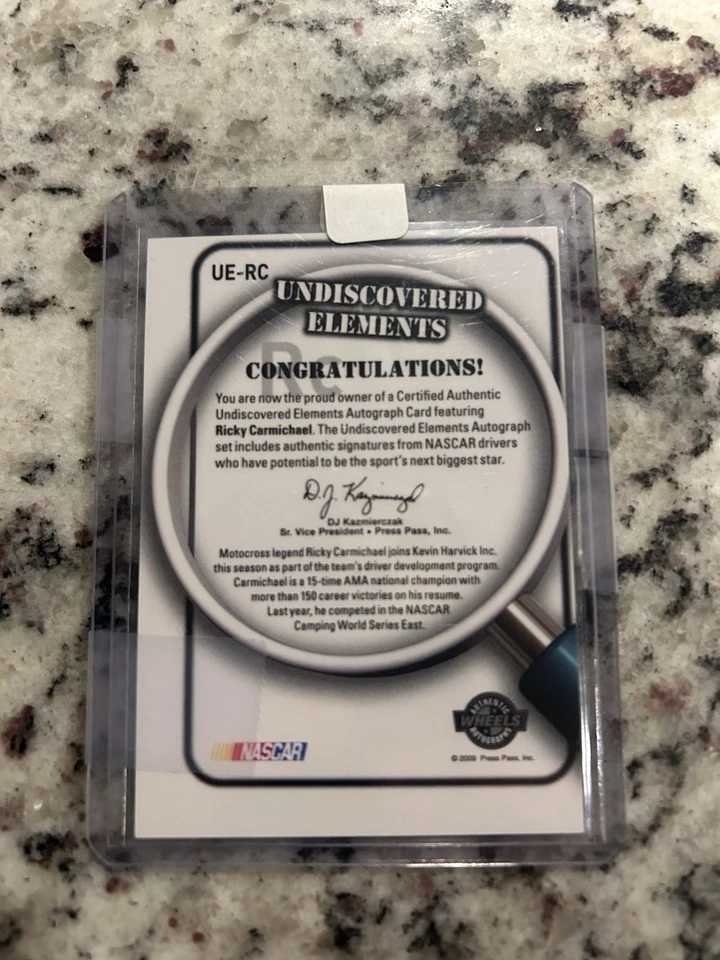 UE-RC
UNDISCOVERED
ELEMENTS
Rc
CONGRATULATIONS!
You are now the proud owner of a Certified Authentic
Undiscovered Elements Autograph Card featuring
Ricky Carmichael. The Undiscovered Elements Autograph
set includes authentic signatures from NASCAR drivers
who have potential to be the sport's next biggest star.
D.J. Kazmierczak
DJ Kazmierczak
Sr. Vice President • Press Pass, Inc.
Motocross legend Ricky Carmichael joins Kevin Harvick Inc.
this season as part of the team's driver development program.
Carmichael is a 15-time AMA national champion with
more than 150 career victories on his resume.
Last year, he competed in the NASCAR
Camping World Series East.
AUTHENTIC
WHEELS
AUTOGRAPHS
NASCAR
© 2009 Press Pass, Inc.